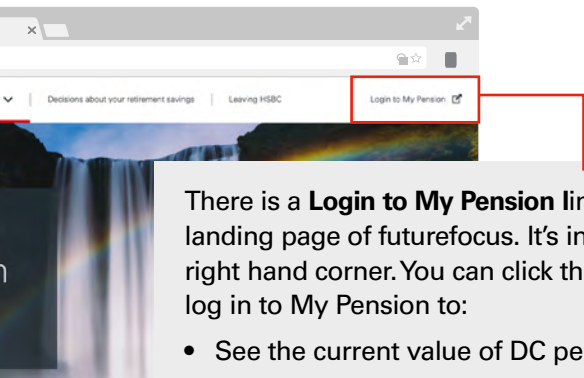 Decisions about your retirement savings Leaving HSBC Login to My Pension
There is a Login to My Pension
landing page of futurefocus. It's in
right hand corner. You can click
log in to My Pension to:
• See the current value of DC